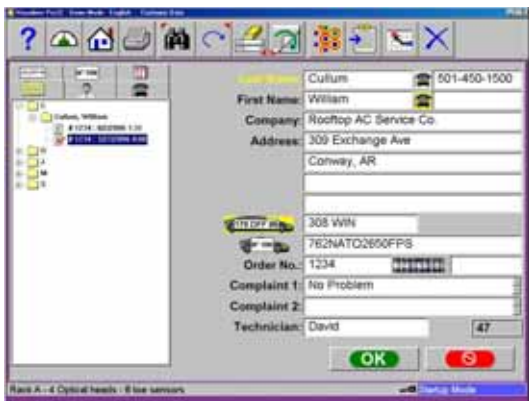 ?
Last Name: Cullum 501-450-1500
First Name: William
Company: Rooftop AC Service Co.
Address: 309 Exchange Ave
Conway, AR
308 WIN
762NATO2650FPS
Order No.: 1234
Complaint 1: No Problem
Complaint 2:
Technician: David 47
OK
C
Cullum, William
?
Rack A - 4 Optical heads - 8 toe sensors
Startup Mode